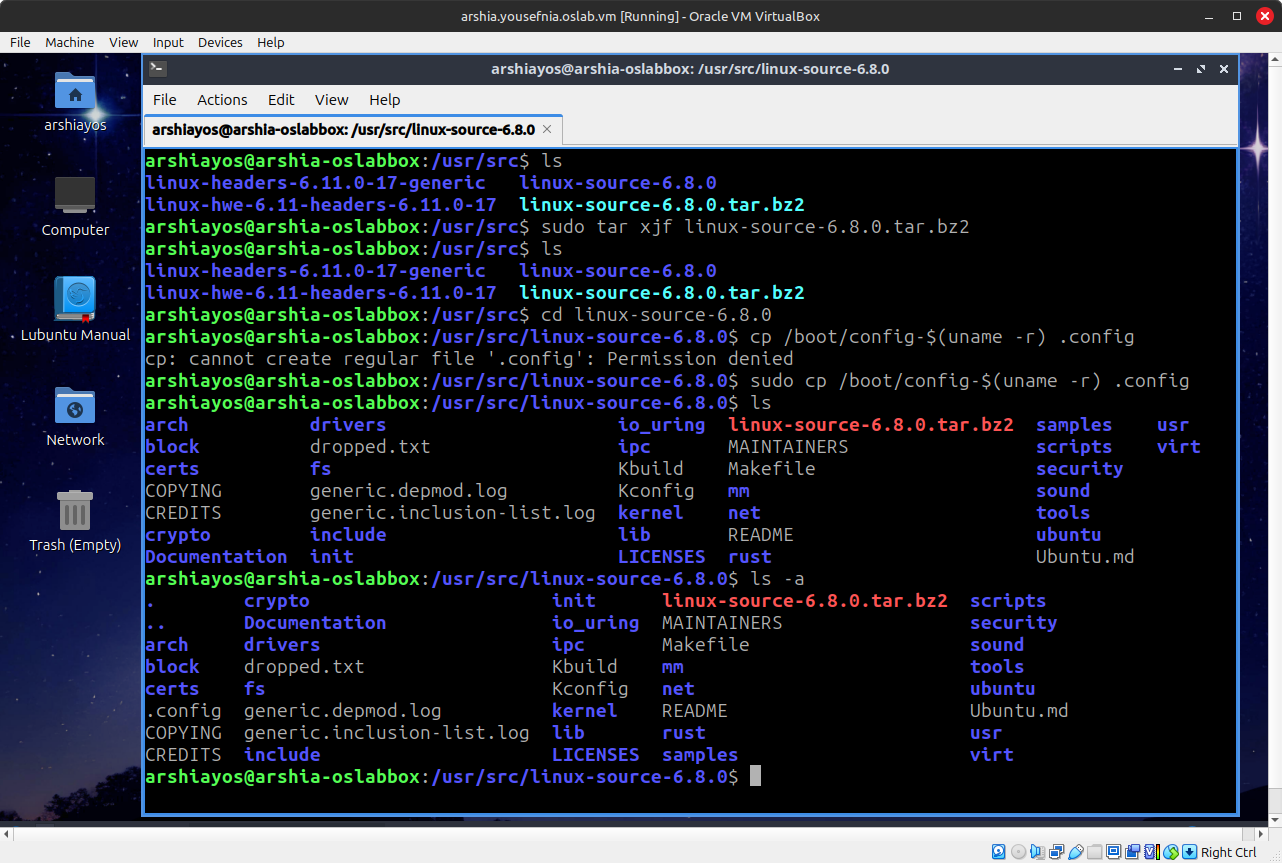 arshia.yousefnia.oslab.vm [Running] - Oracle VM VirtualBox
File Machine View Input Devices Help
arshiayos@arshia-oslabbox: /usr/src/linux-source-6.8.0
File Actions Edit View Help
arshiayos@arshia-oslabbox: /usr/src/linux-source-6.8.0
arshiayos
Computer
Lubuntu Manual
Network
Trash (Empty)
arshiayos@arshia-oslabbox:/usr/src$ ls
linux-headers-6.11.0-17-generic linux-source-6.8.0
linux-hwe-6.11-headers-6.11.0-17 linux-source-6.8.0.tar.bz2
arshiayos@arshia-oslabbox:/usr/src$ sudo tar xjf linux-source-6.8.0.tar.bz2
arshiayos@arshia-oslabbox:/usr/src$ ls
linux-headers-6.11.0-17-generic linux-source-6.8.0
linux-hwe-6.11-headers-6.11.0-17 linux-source-6.8.0.tar.bz2
arshiayos@arshia-oslabbox:/usr/src$ cd linux-source-6.8.0
arshiayos@arshia-oslabbox:/usr/src/linux-source-6.8.0$ cp /boot/config-$(uname -r) .config
cp: cannot create regular file '.config': Permission denied
arshiayos@arshia-oslabbox:/usr/src/linux-source-6.8.0$ sudo cp /boot/config-$(uname -r) .config
arshiayos@arshia-oslabbox:/usr/src/linux-source-6.8.0$ ls
arch drivers io_uring linux-source-6.8.0.tar.bz2 samples usr
block dropped.txt ipc MAINTAINERS scripts virt
certs fs Kbuild Makefile security
COPYING generic.depmod.log Kconfig mm sound
CREDITS generic.inclusion-list.log kernel net tools
crypto include lib README ubuntu
Documentation init LICENSES rust Ubuntu.md
arshiayos@arshia-oslabbox:/usr/src/linux-source-6.8.0$ ls -a
. crypto init linux-source-6.8.0.tar.bz2 scripts
.. Documentation io_uring MAINTAINERS security
arch drivers ipc Makefile sound
block dropped.txt Kbuild mm tools
certs fs Kconfig net ubuntu
.config generic.depmod.log kernel README Ubuntu.md
COPYING generic.inclusion-list.log lib rust usr
CREDITS include LICENSES samples virt
arshiayos@arshia-oslabbox:/usr/src/linux-source-6.8.0$
Right Ctrl